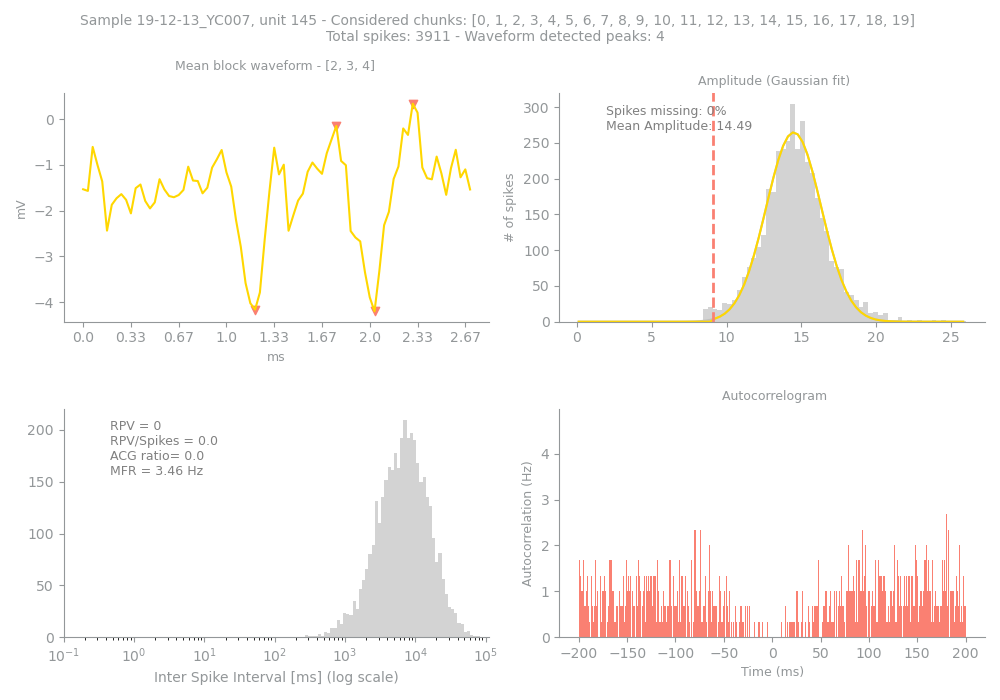 Sample 19-12-13_YC007, unit 145 - Considered chunks: [0, 1, 2, 3, 4, 5, 6, 7, 8, 9, 10, 11, 12, 13, 14, 15, 16, 17, 18, 19]
Total spikes: 3911 - Waveform detected peaks: 4
Mean block waveform - [2, 3, 4]
0
−1
−2
−3
−4
mV
0.0 0.33 0.67 1.0 1.33 1.67 2.0 2.33 2.67
ms
Amplitude (Gaussian fit)
Spikes missing: 0%
Mean Amplitude: 14.49
300
250
200
150
100
50
0
# of spikes
0 5 10 15 20 25
RPV = 0
RPV/Spikes = 0.0
ACG ratio= 0.0
MFR = 3.46 Hz
200
150
100
50
0
10⁻¹ 10⁰ 10¹ 10² 10³ 10⁴ 10⁵
Inter Spike Interval [ms] (log scale)
Autocorrelogram
4
3
2
1
0
Autocorrelation (Hz)
−200 −150 −100 −50 0 50 100 150 200
Time (ms)